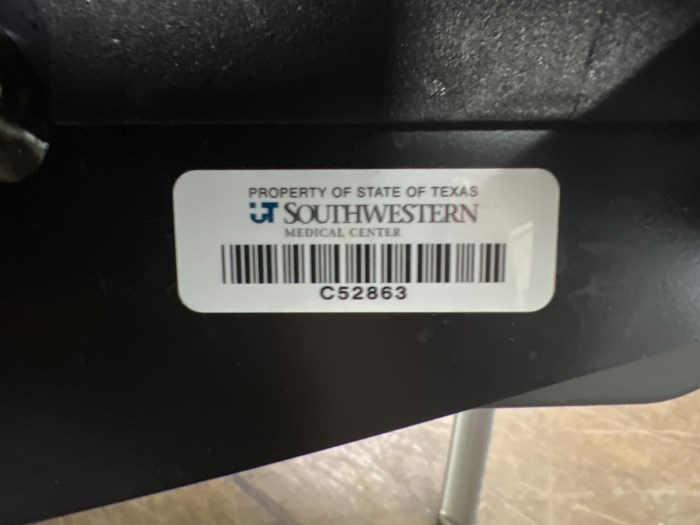 PROPERTY OF STATE OF TEXAS
UT SOUTHWESTERN
MEDICAL CENTER
C52863